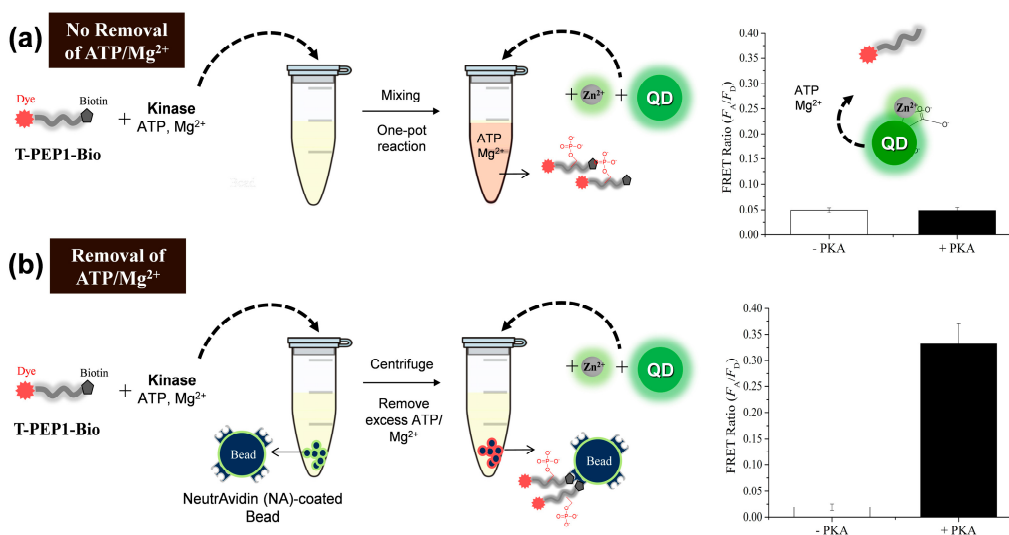 (a)
No Removal
of ATP/Mg²⁺
Dye
Biotin
T-PEP1-Bio
+
Kinase
ATP, Mg²⁺
Mixing
One-pot
reaction
ATP
Mg²⁺
+ Zn²⁺ + QD
FRET Ratio (F_A/F_D)
0.40
0.35
0.30
0.25
0.20
0.15
0.10
0.05
0.00
ATP
Mg²⁺
Zn²⁺
QD
- PKA
+ PKA
(b)
Removal of
ATP/Mg²⁺
Dye
Biotin
T-PEP1-Bio
+
Kinase
ATP, Mg²⁺
Bead
NeutrAvidin (NA)-coated
Bead
Centrifuge
Remove
excess ATP/
Mg²⁺
Bead
+ Zn²⁺ + QD
FRET Ratio (F_A/F_D)
0.40
0.35
0.30
0.25
0.20
0.15
0.10
0.05
0.00
- PKA
+ PKA